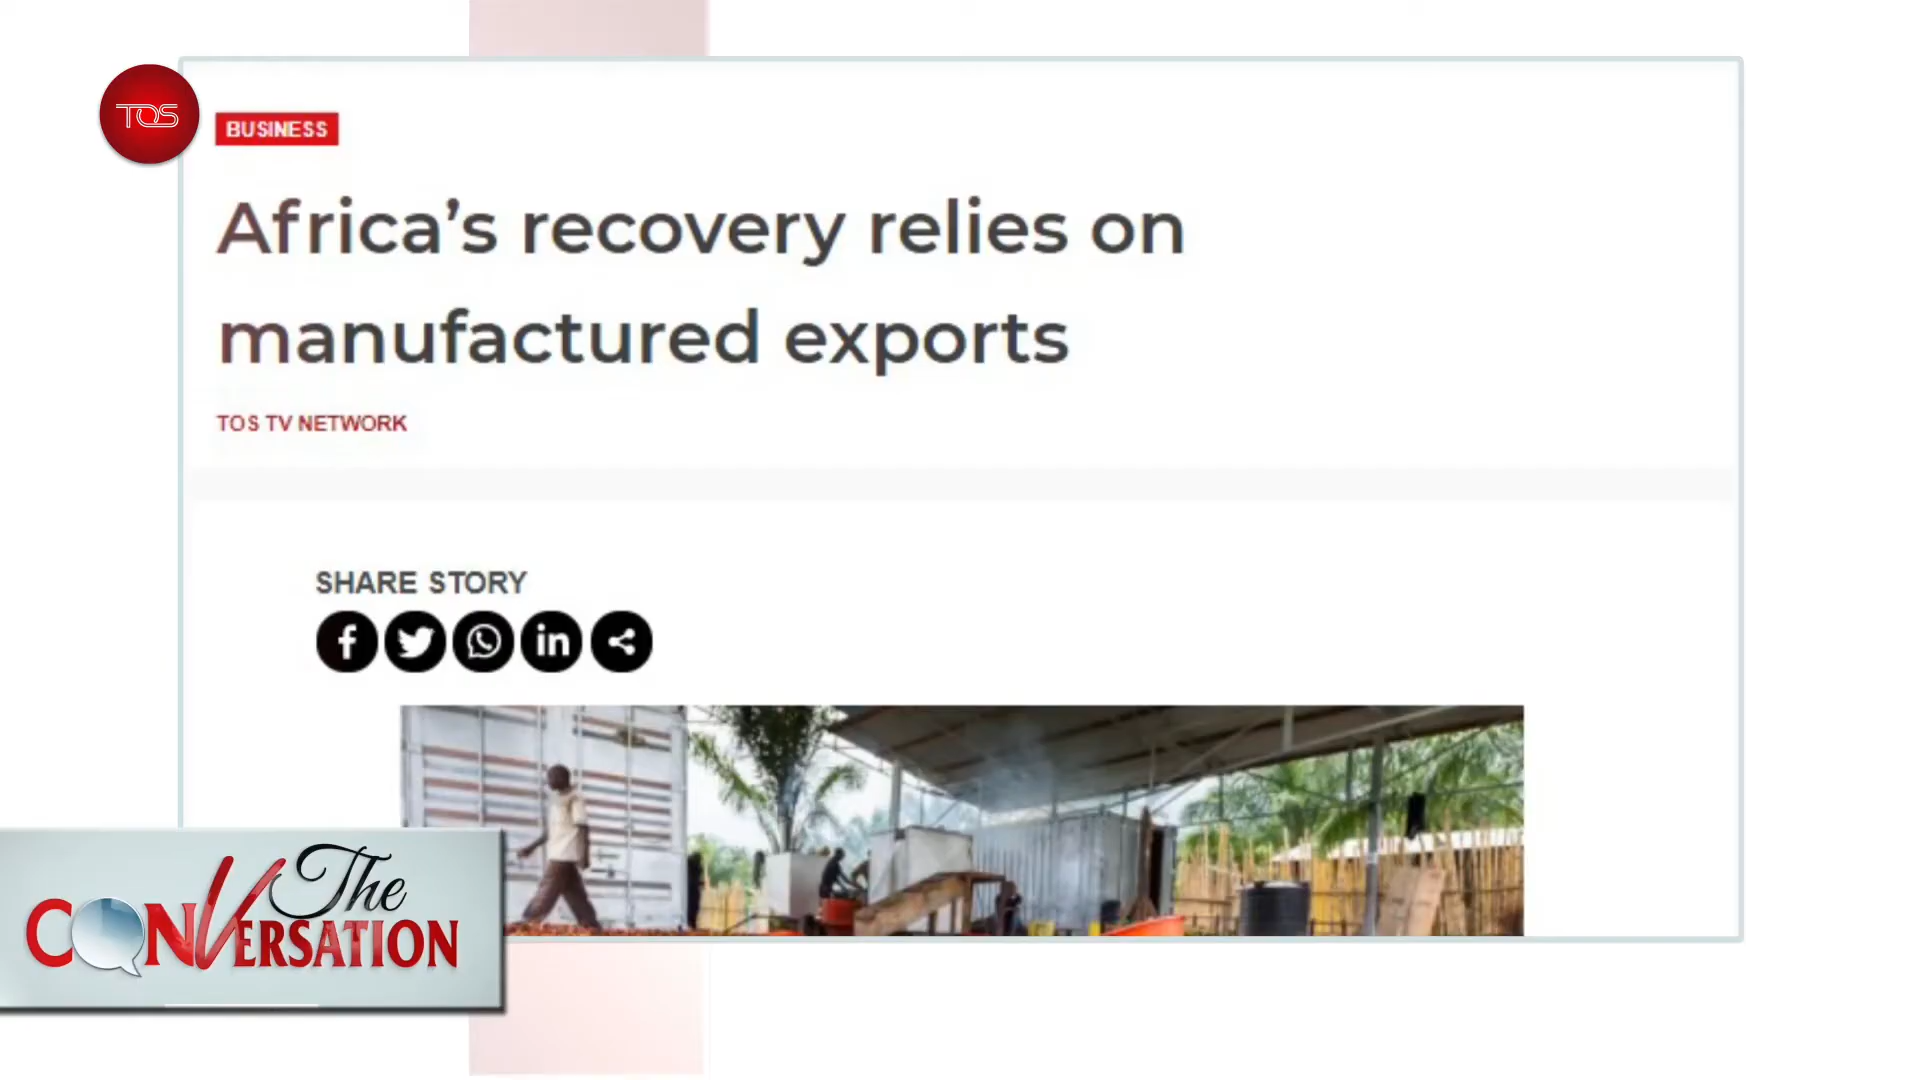 TOS
BUSINESS
Africa’s recovery relies on
manufactured exports
TOS TV NETWORK
SHARE STORY
The
CONVERSATION